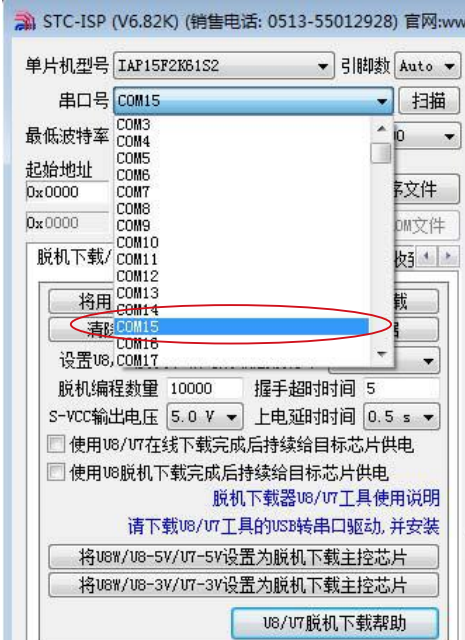 STC-ISP (V6.82K) (销售电话: 0513-55012928) 官网:ww
单片机型号 IAP15F2K61S2 引脚数 Auto
串口号 COM15 扫描
最低波特率
COM3
COM4
起始地址
COM5
COM6
0x0000 COM7 序文件
COM8
0x0000 COM9 OM文件
COM10
脱机下载/ COM11
COM12
将用 COM13 载
COM14
清除 COM15
COM16
设置U8, COM17
脱机编程数量 10000 握手超时时间 5
S-VCC输出电压 5.0 V 上电延时时间 0.5 s
使用U8/U7在线下载完成后持续给目标芯片供电
使用U8脱机下载完成后持续给目标芯片供电
脱机下载器U8/U7工具使用说明
请下载U8/U7工具的USB转串口驱动,并安装
将U8W/U8-5V/U7-5V设置为脱机下载主控芯片
将U8W/U8-3V/U7-3V设置为脱机下载主控芯片
U8/U7脱机下载帮助